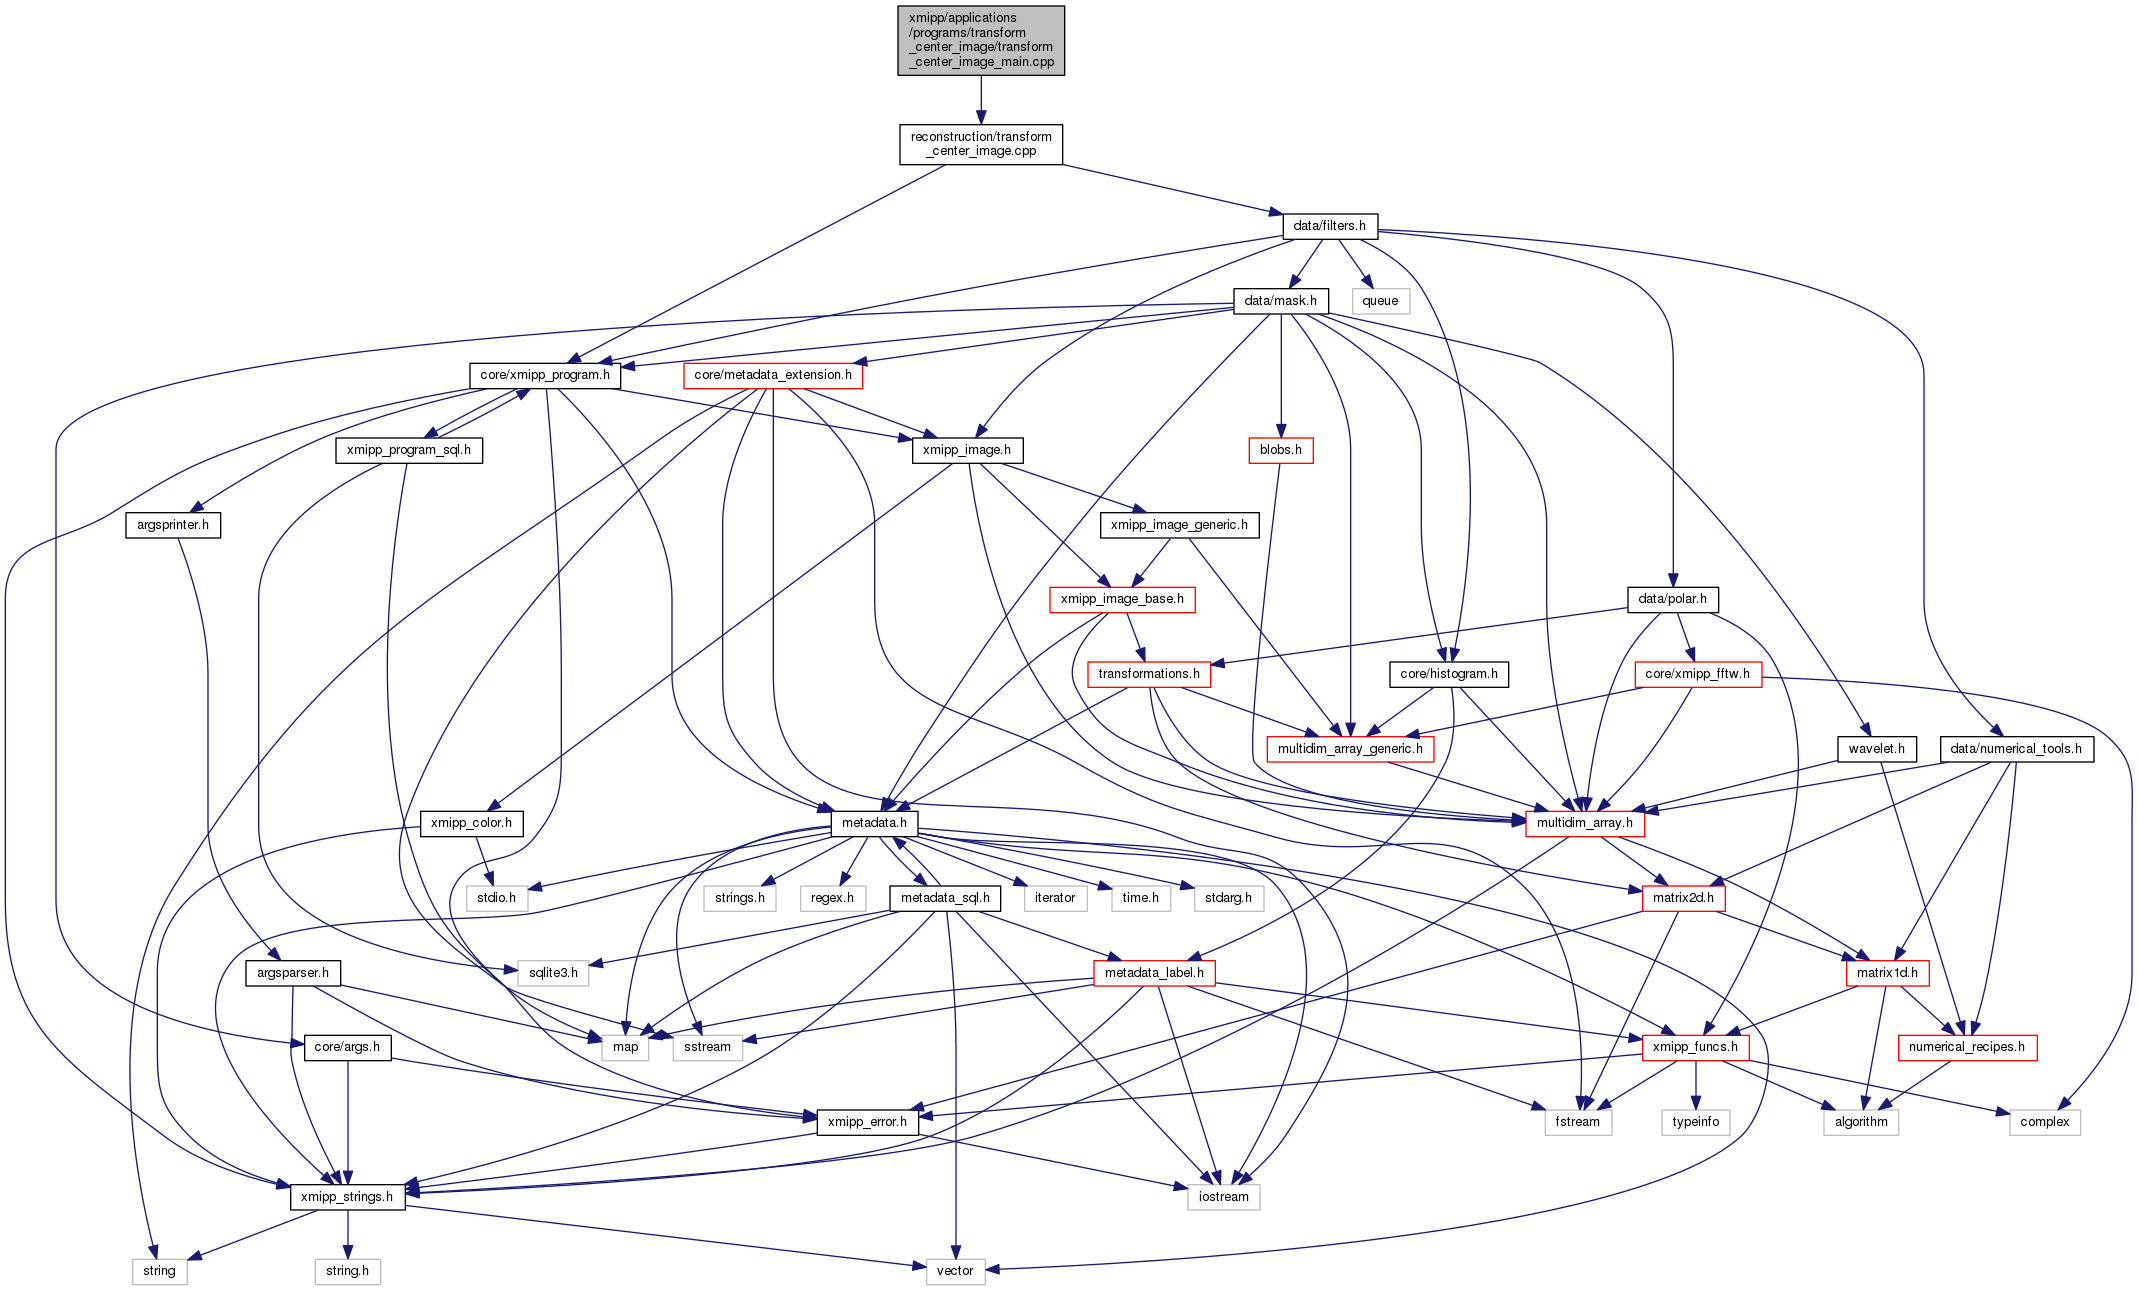 xmipp/applications
/programs/transform
_center_image/transform
_center_image_main.cpp
reconstruction/transform
_center_image.cpp
data/filters.h
data/mask.h
queue
core/xmipp_program.h
core/metadata_extension.h
xmipp_program_sql.h
xmipp_image.h
blobs.h
argsprinter.h
xmipp_image_generic.h
xmipp_image_base.h
data/polar.h
transformations.h
core/histogram.h
core/xmipp_fftw.h
multidim_array_generic.h
wavelet.h
data/numerical_tools.h
xmipp_color.h
metadata.h
multidim_array.h
stdio.h
strings.h
regex.h
metadata_sql.h
iterator
time.h
stdarg.h
matrix2d.h
argsparser.h
sqlite3.h
metadata_label.h
matrix1d.h
core/args.h
map
sstream
xmipp_funcs.h
numerical_recipes.h
xmipp_error.h
fstream
typeinfo
algorithm
complex
xmipp_strings.h
iostream
string
string.h
vector